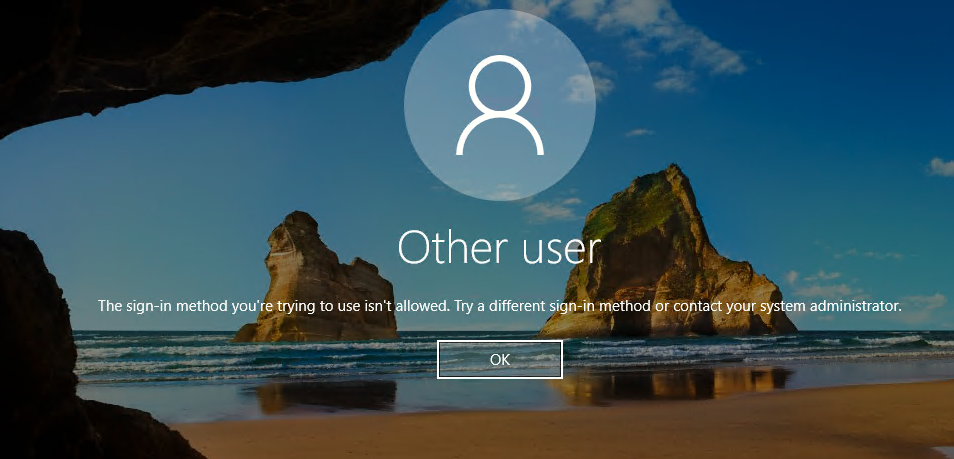 Other user
The sign-in method you're trying to use isn't allowed. Try a different sign-in method or contact your system administrator.
OK